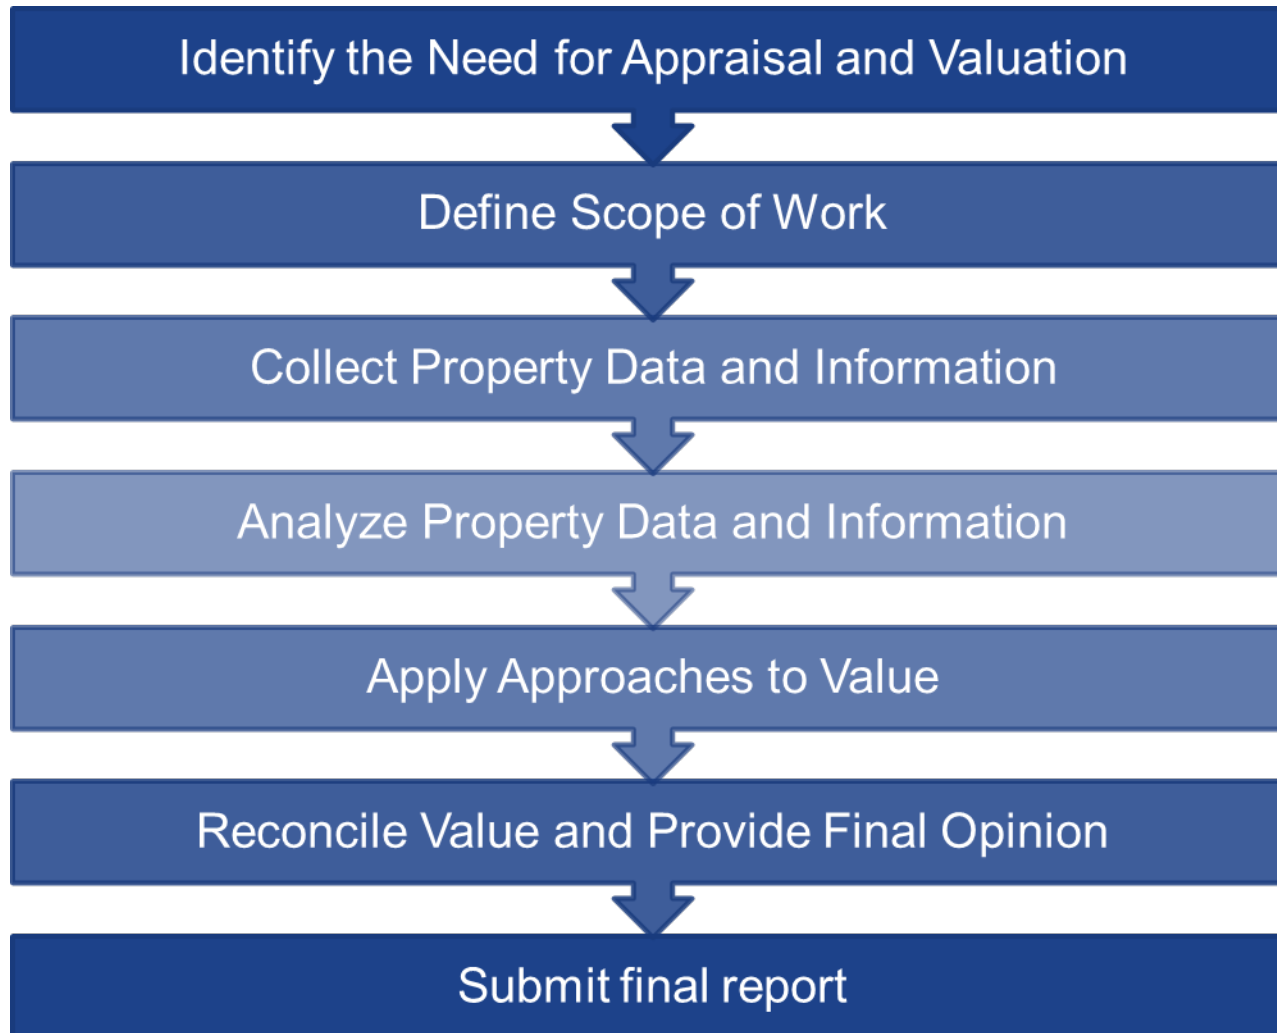 Identify the Need for Appraisal and Valuation
Define Scope of Work
Collect Property Data and Information
Analyze Property Data and Information
Apply Approaches to Value
Reconcile Value and Provide Final Opinion
Submit final report